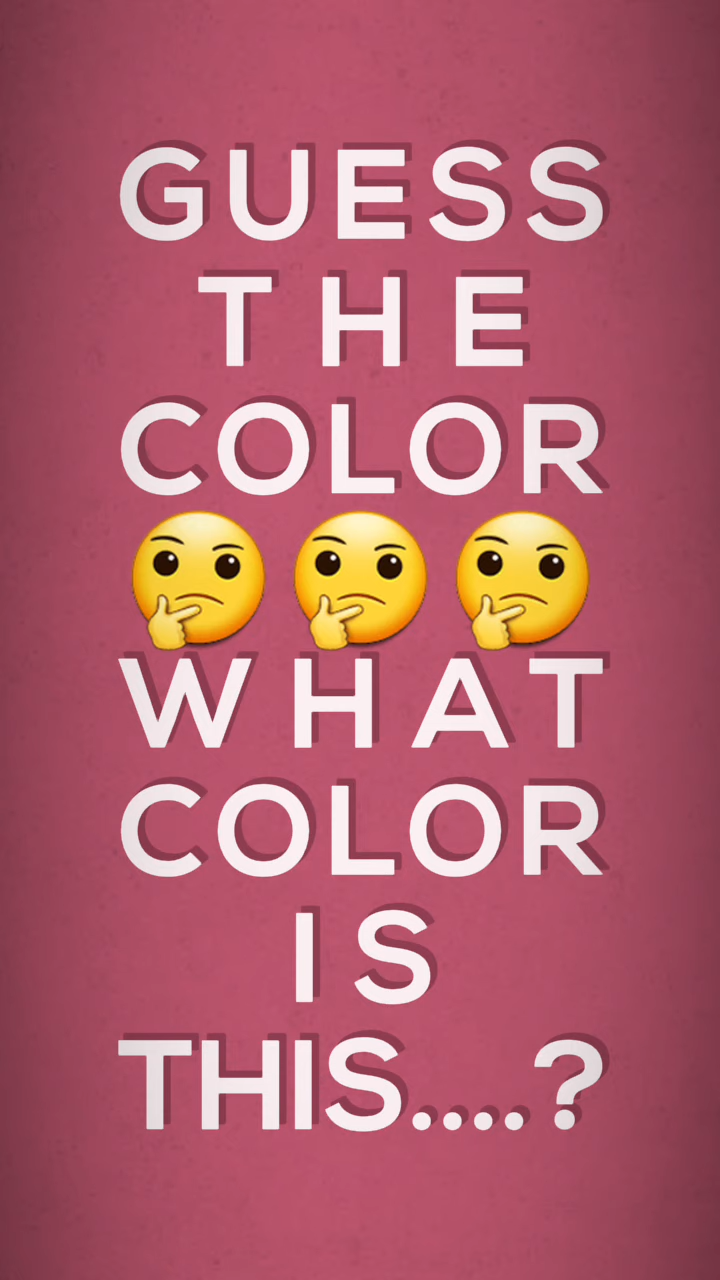 GUESS
THE
COLOR
🤔🤔🤔
WHAT
COLOR
IS
THIS....?